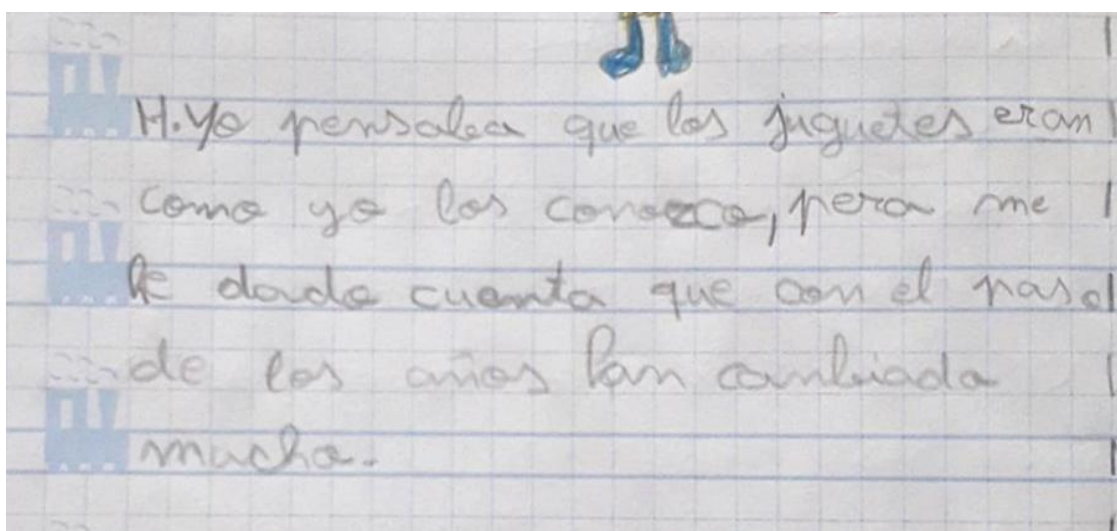 H. Yo pensaba que los juguetes eran
como yo los conozco, pero me
he dado cuenta que con el paso
de los años han cambiado
mucho.